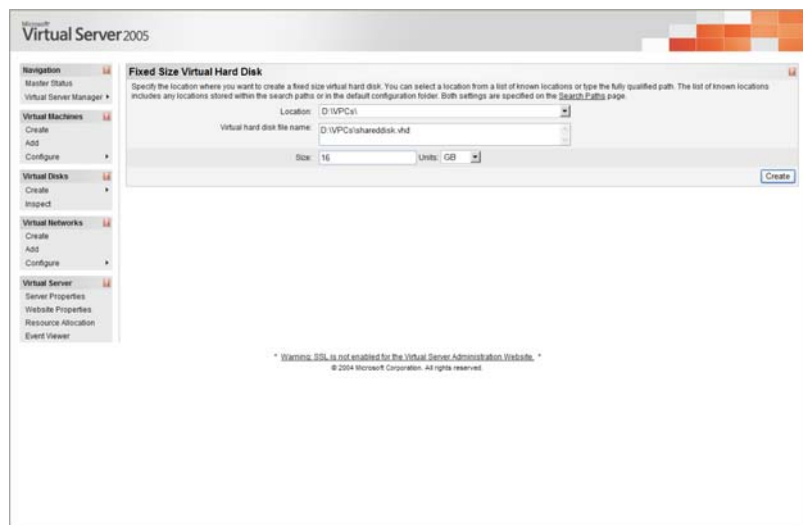 Microsoft
Virtual Server 2005
Navigation
Master Status
Virtual Server Manager
Virtual Machines
Create
Add
Configure
Virtual Disks
Create
Inspect
Virtual Networks
Create
Add
Configure
Virtual Server
Server Properties
Website Properties
Resource Allocation
Event Viewer
Fixed Size Virtual Hard Disk
Specify the location where you want to create a fixed size virtual hard disk. You can select a location from a list of known locations or type the fully qualified path. The list of known locations
includes any locations stored within the search paths or in the default configuration folder. Both settings are specified on the Search Paths page.
Location: D:\VPCs\
Virtual hard disk file name: D:\VPCs\shareddisk.vhd
Size: 16 Units: GB
Create
* Warning: SSL is not enabled for the Virtual Server Administration Website. *
© 2004 Microsoft Corporation. All rights reserved.